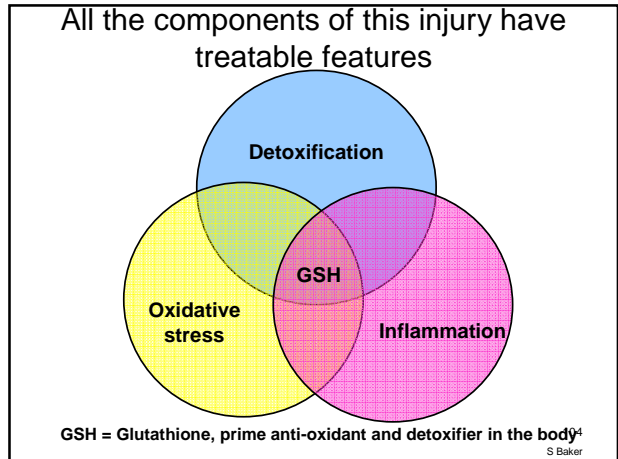 All the components of this injury have
treatable features
Detoxification
GSH
Oxidative
stress
Inflammation
GSH = Glutathione, prime anti-oxidant and detoxifier in the body
S Baker